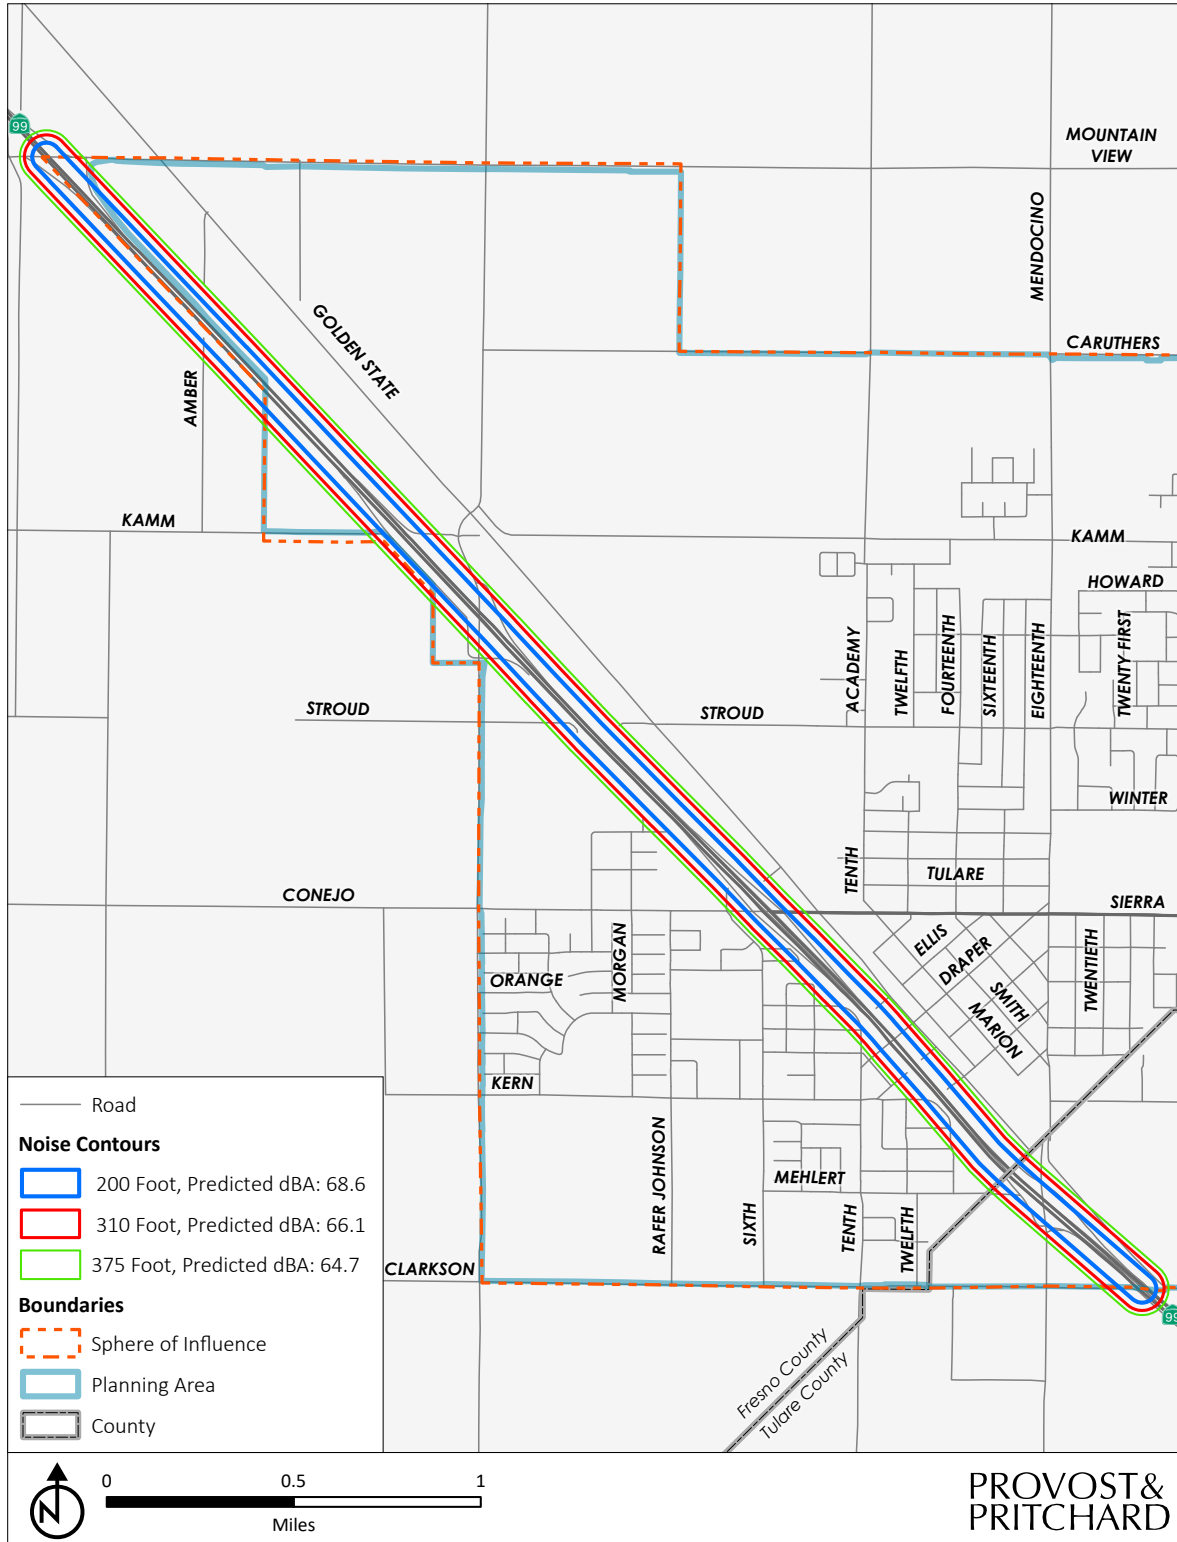 99
MOUNTAIN
VIEW
MENDOCINO
GOLDEN STATE
CARUTHERS
AMBER
KAMM
KAMM
HOWARD
ACADEMY
TWELFTH
FOURTEENTH
SIXTEENTH
EIGHTEENTH
TWENTY FIRST
STROUD
STROUD
WINTER
TENTH
TULARE
CONEJO
SIERRA
ELLIS
DRAPER
MORGAN
TWENTIETH
ORANGE
SMITH
MARION
KERN
RAFER JOHNSON
MEHLERT
SIXTH
TENTH
TWELFTH
CLARKSON
99
Fresno County
Tulare County
Road
Noise Contours
200 Foot, Predicted dBA: 68.6
310 Foot, Predicted dBA: 66.1
375 Foot, Predicted dBA: 64.7
Boundaries
Sphere of Influence
Planning Area
County
N
0 0.5 1
Miles
PROVOST&
PRITCHARD